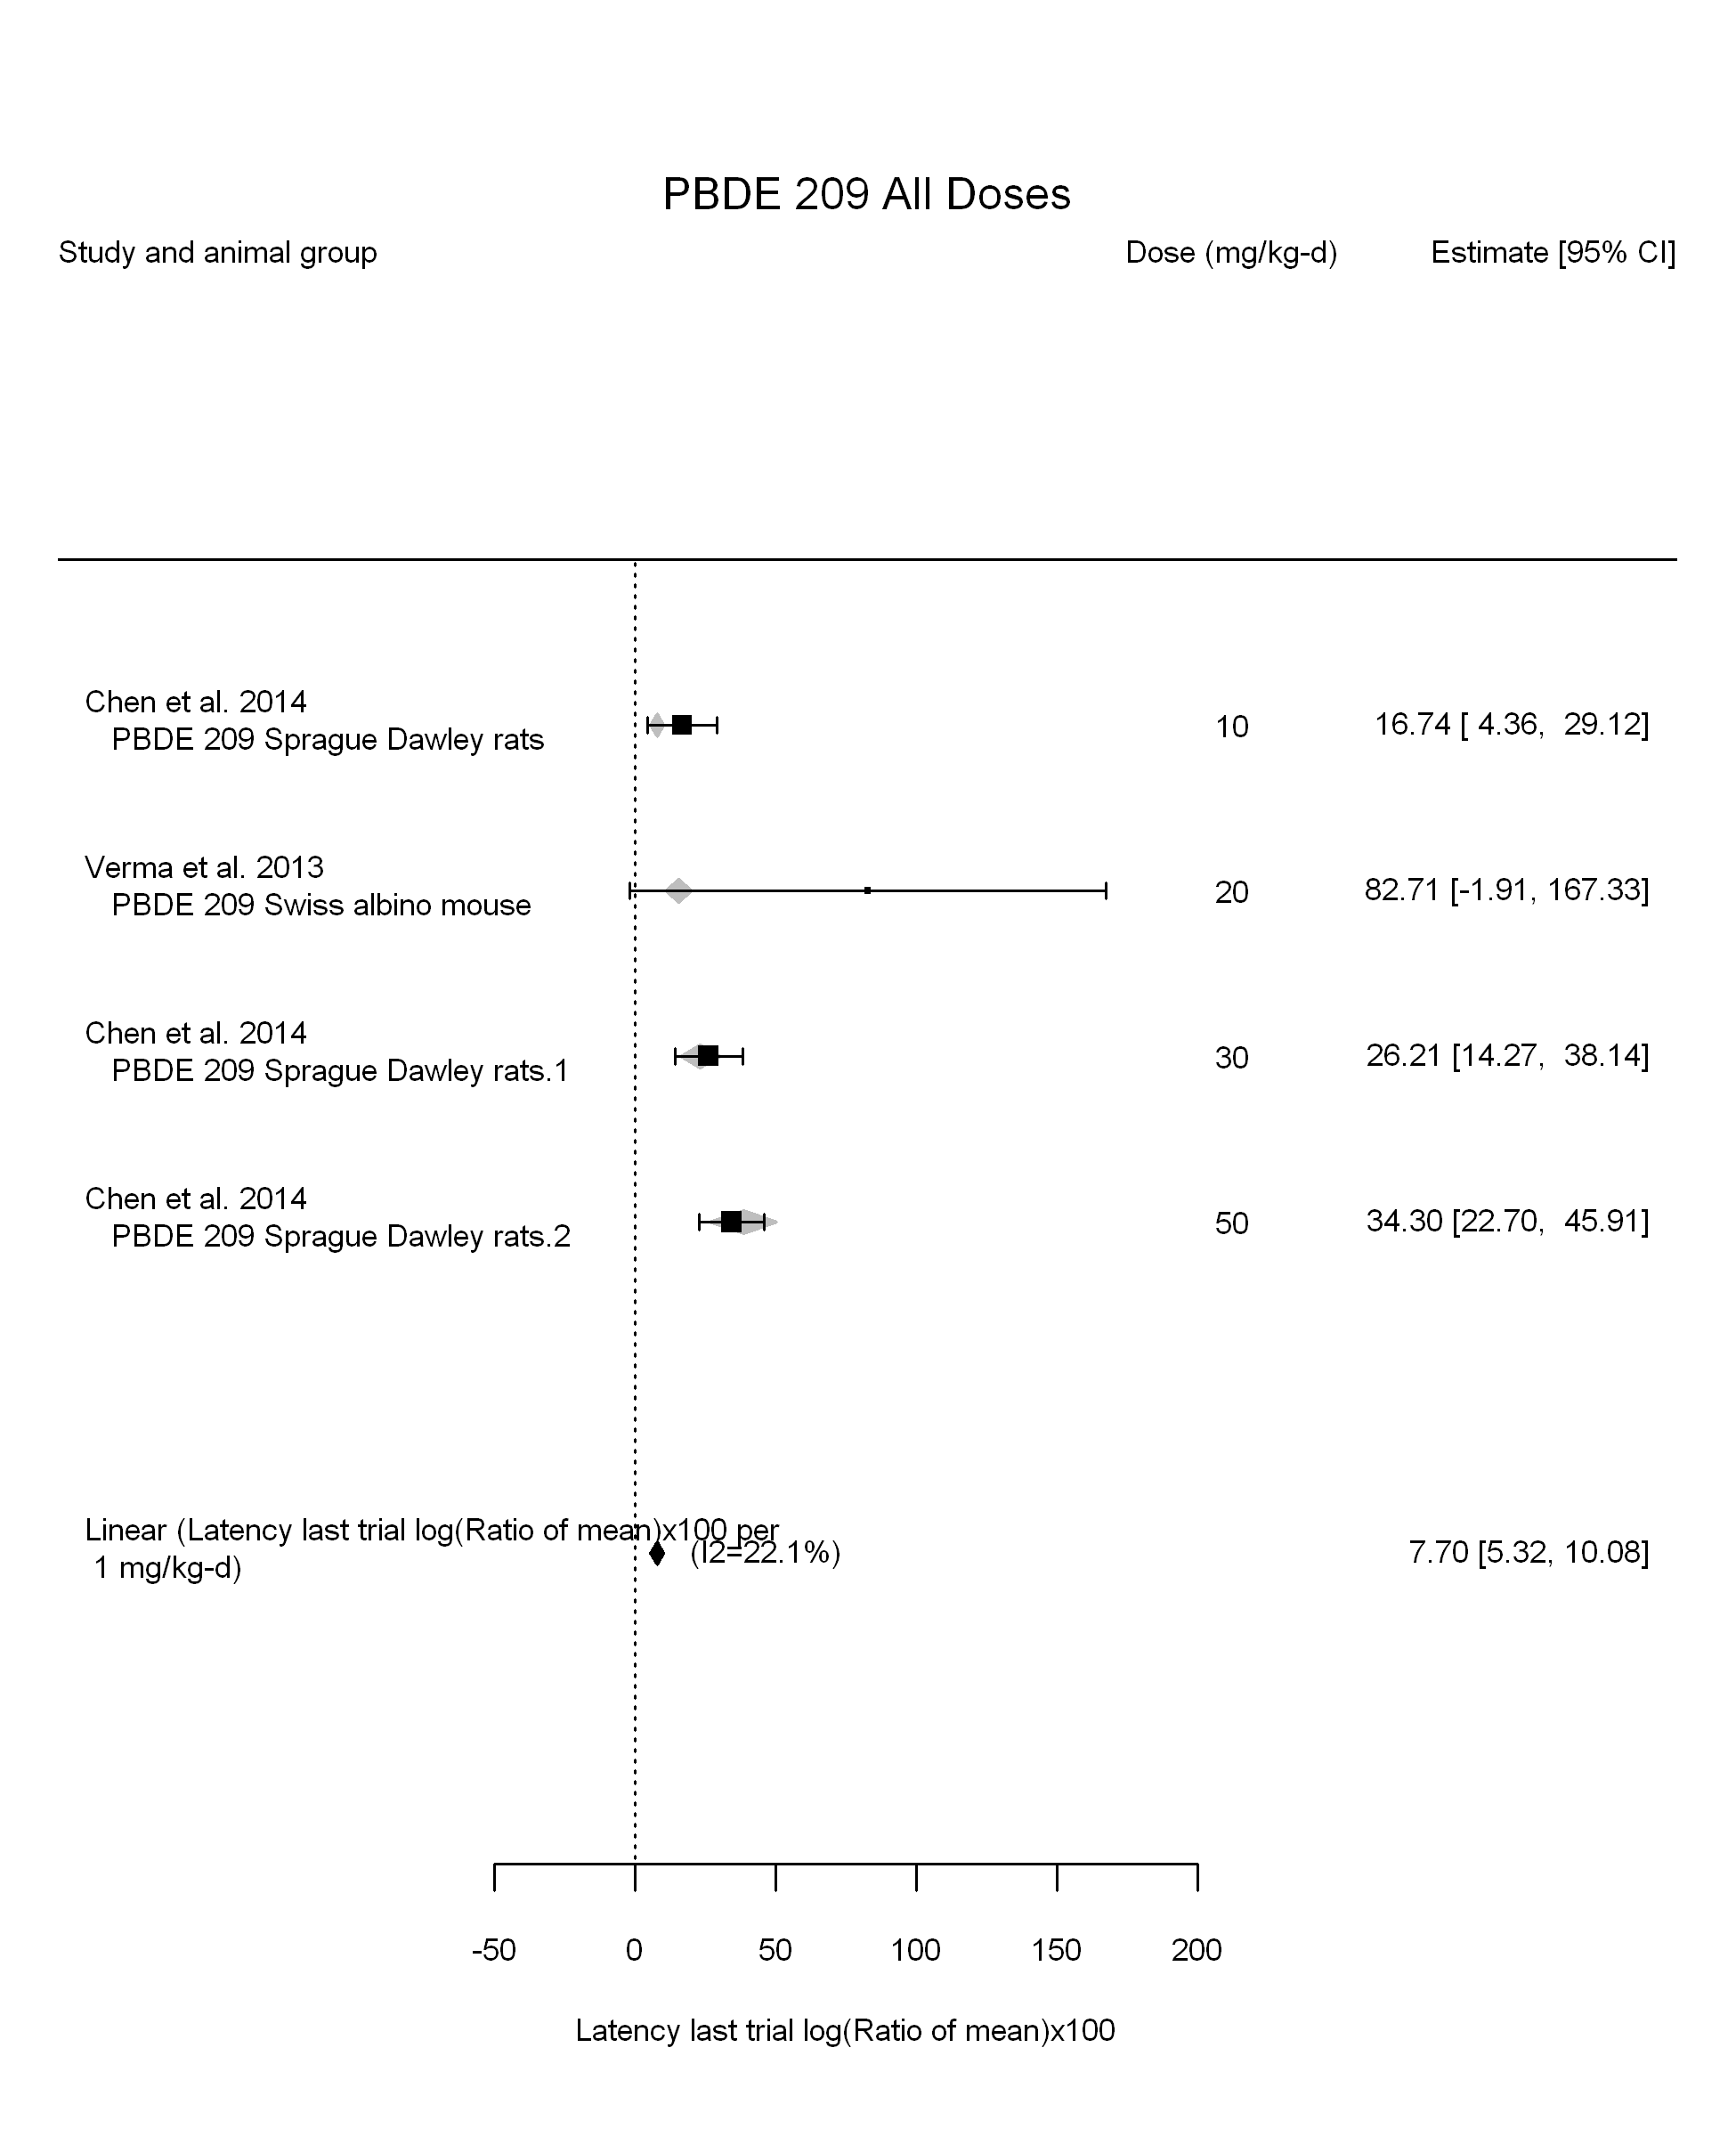 PBDE 209 All Doses
Study and animal group Dose (mg/kg-d) Estimate [95% CI]
Chen et al. 2014
PBDE 209 Sprague Dawley rats 10 16.74 [ 4.36, 29.12]
Verma et al. 2013
PBDE 209 Swiss albino mouse 20 82.71 [-1.91, 167.33]
Chen et al. 2014
PBDE 209 Sprague Dawley rats.1 30 26.21 [14.27, 38.14]
Chen et al. 2014
PBDE 209 Sprague Dawley rats.2 50 34.30 [22.70, 45.91]
Linear (Latency last trial log(Ratio of mean)x100 per
1 mg/kg-d) (I2=22.1%) 7.70 [5.32, 10.08]
-50 0 50 100 150 200
Latency last trial log(Ratio of mean)x100